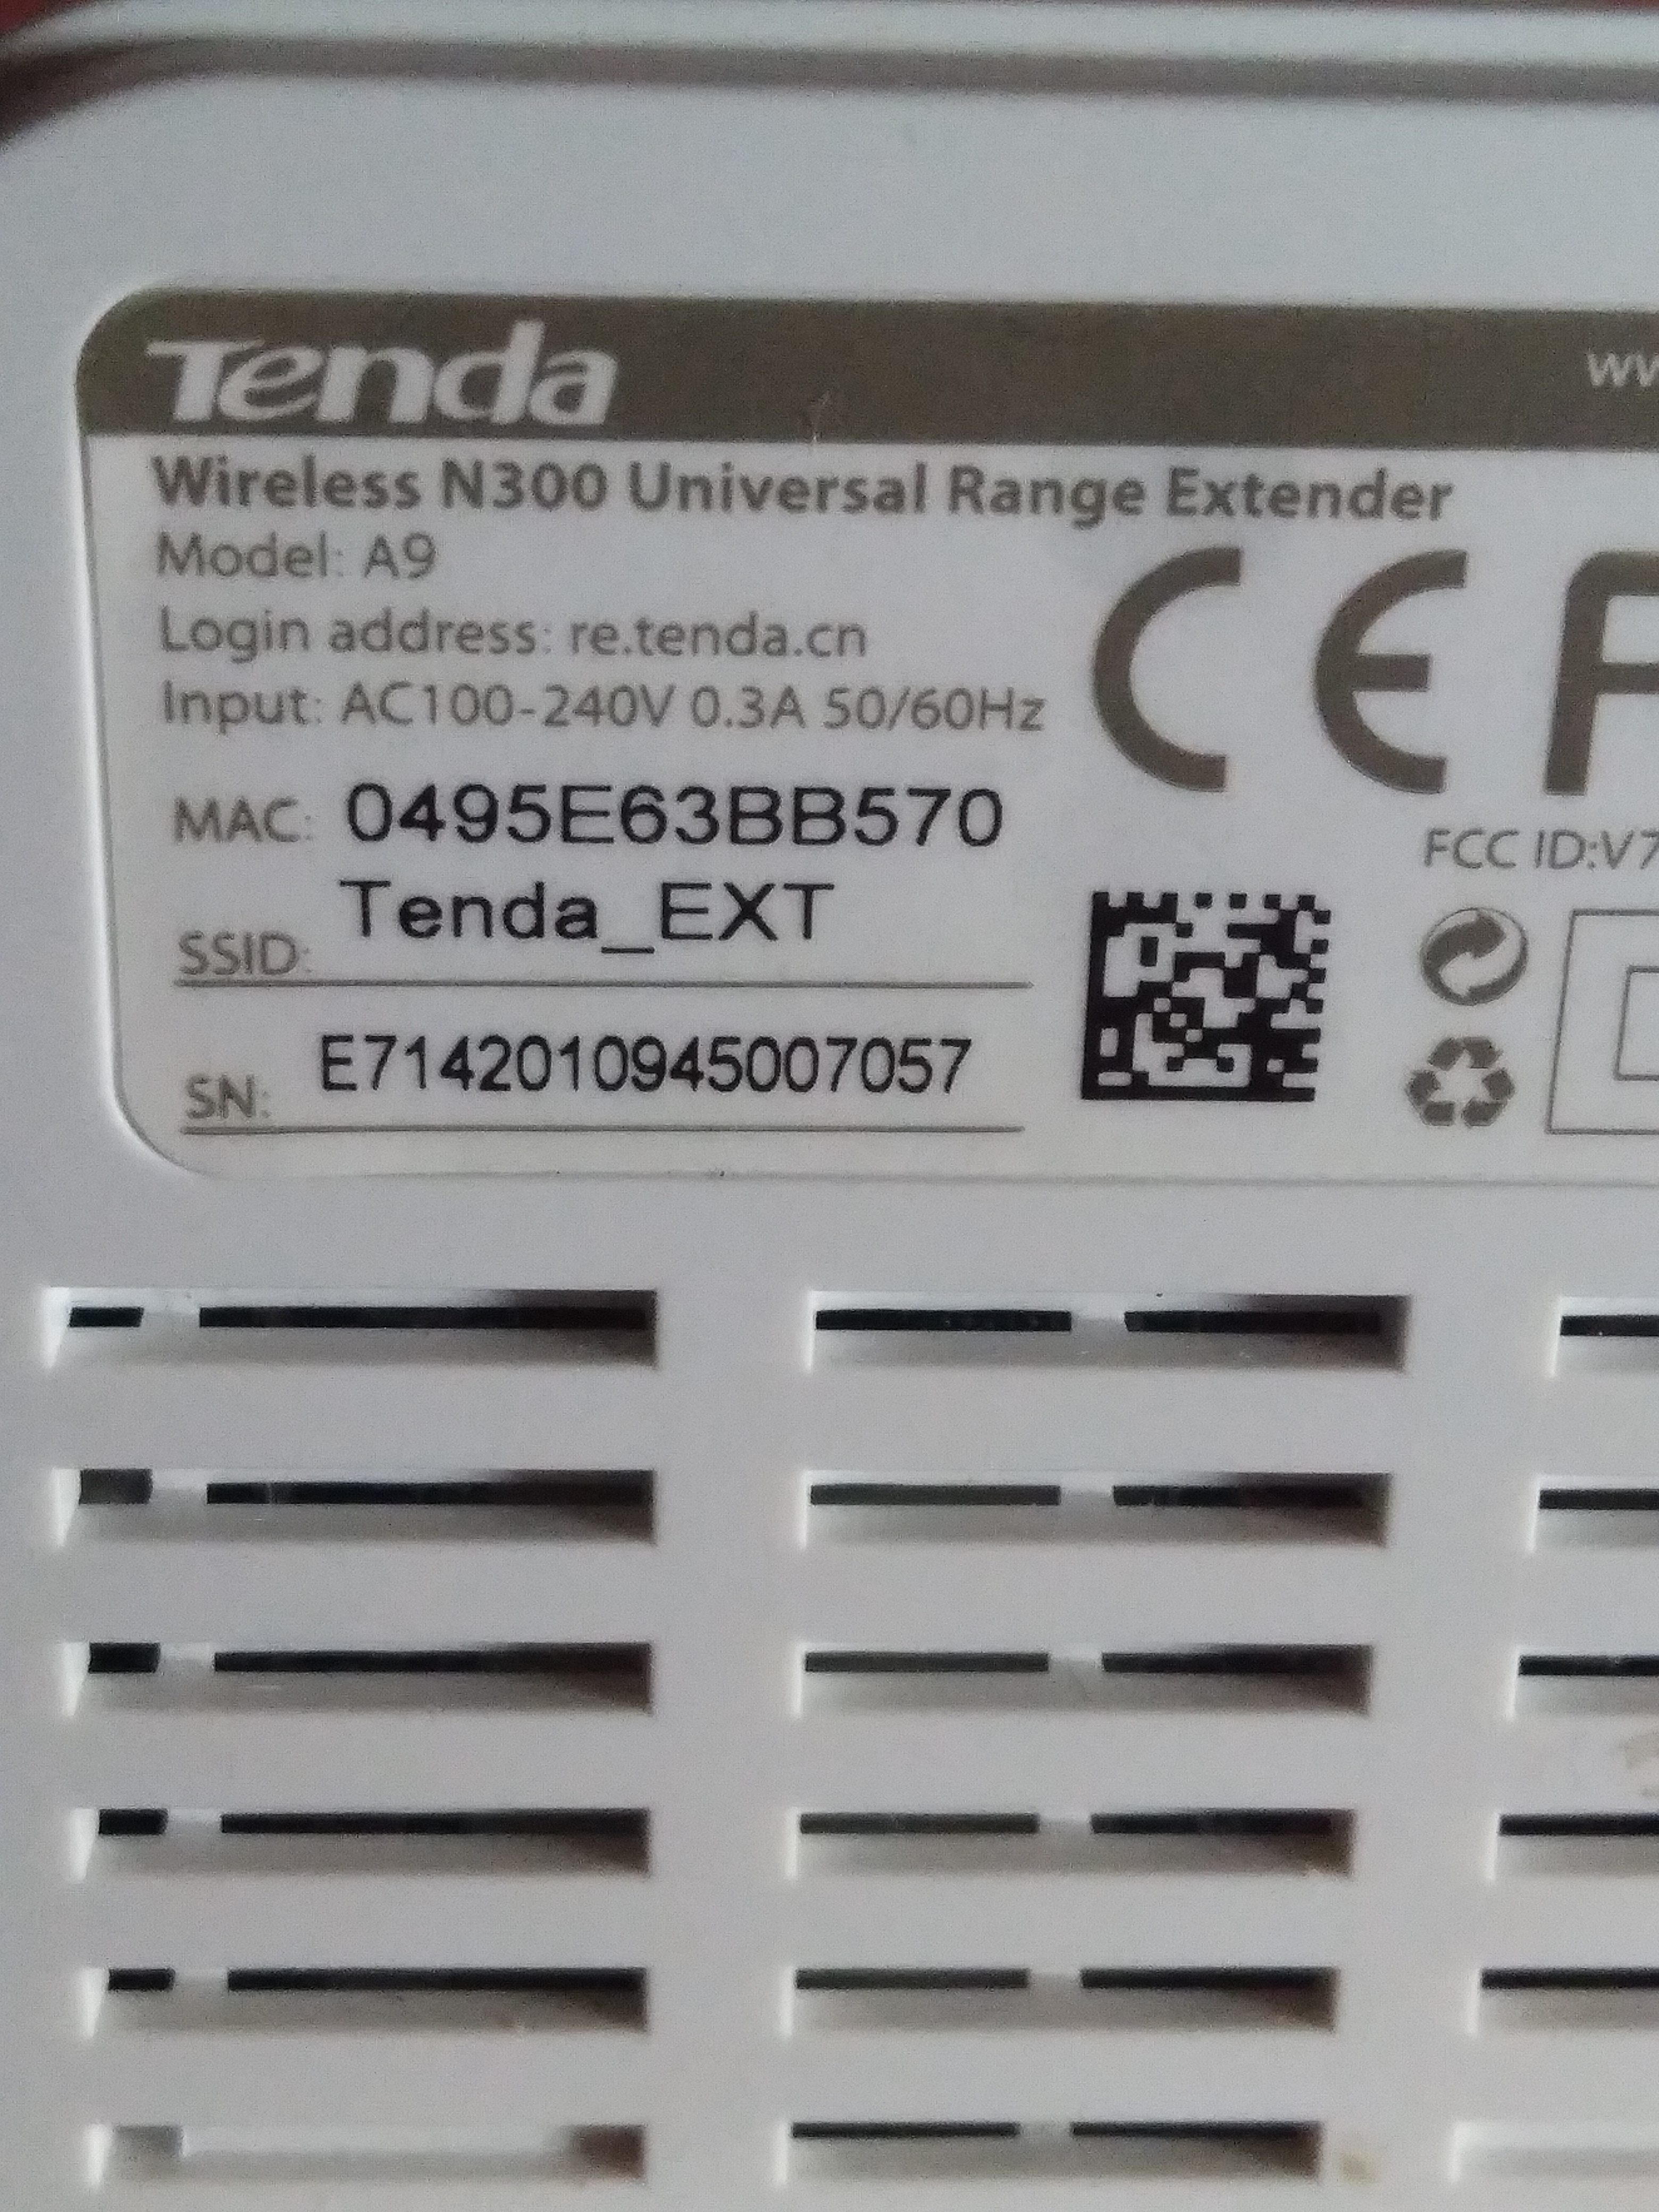 Tenda
Wireless N300 Universal Range Extender
Model: A9
Login address: re.tenda.cn
Input: AC100-240V 0.3A 50/60Hz
MAC: 0495E63BB570
SSID: Tenda_EXT
SN: E7142010945007057
CE
FCC ID:V7